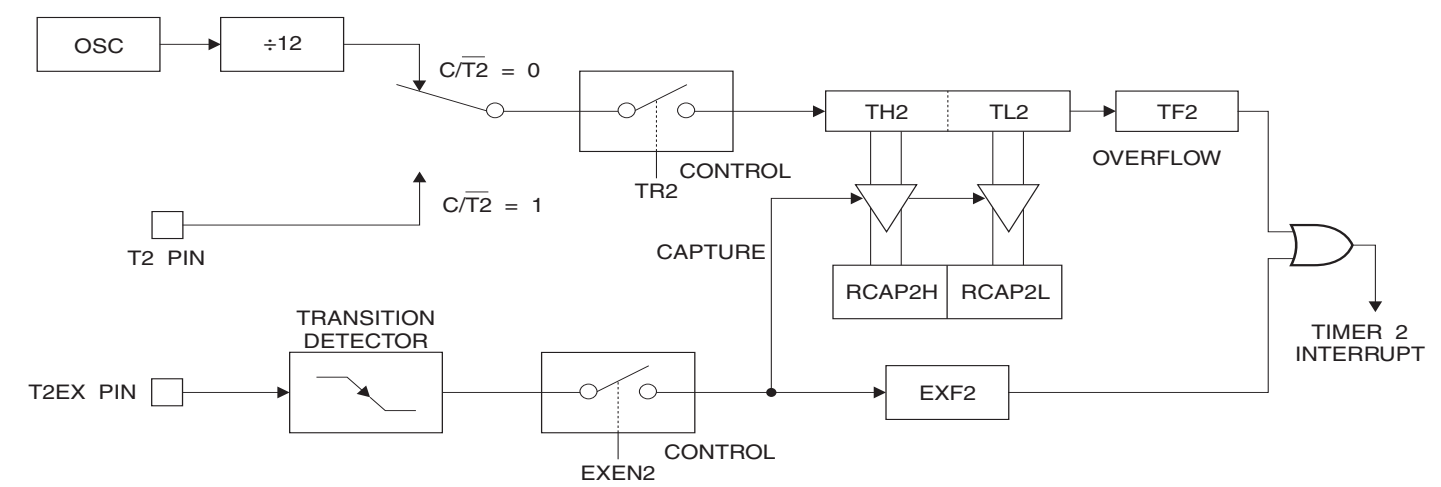 OSC
÷12
C/T2̅ = 0
TH2
TL2
TF2
OVERFLOW
CONTROL
TR2
C/T2̅ = 1
T2 PIN
CAPTURE
RCAP2H
RCAP2L
TRANSITION
DETECTOR
TIMER 2
INTERRUPT
T2EX PIN
EXF2
CONTROL
EXEN2